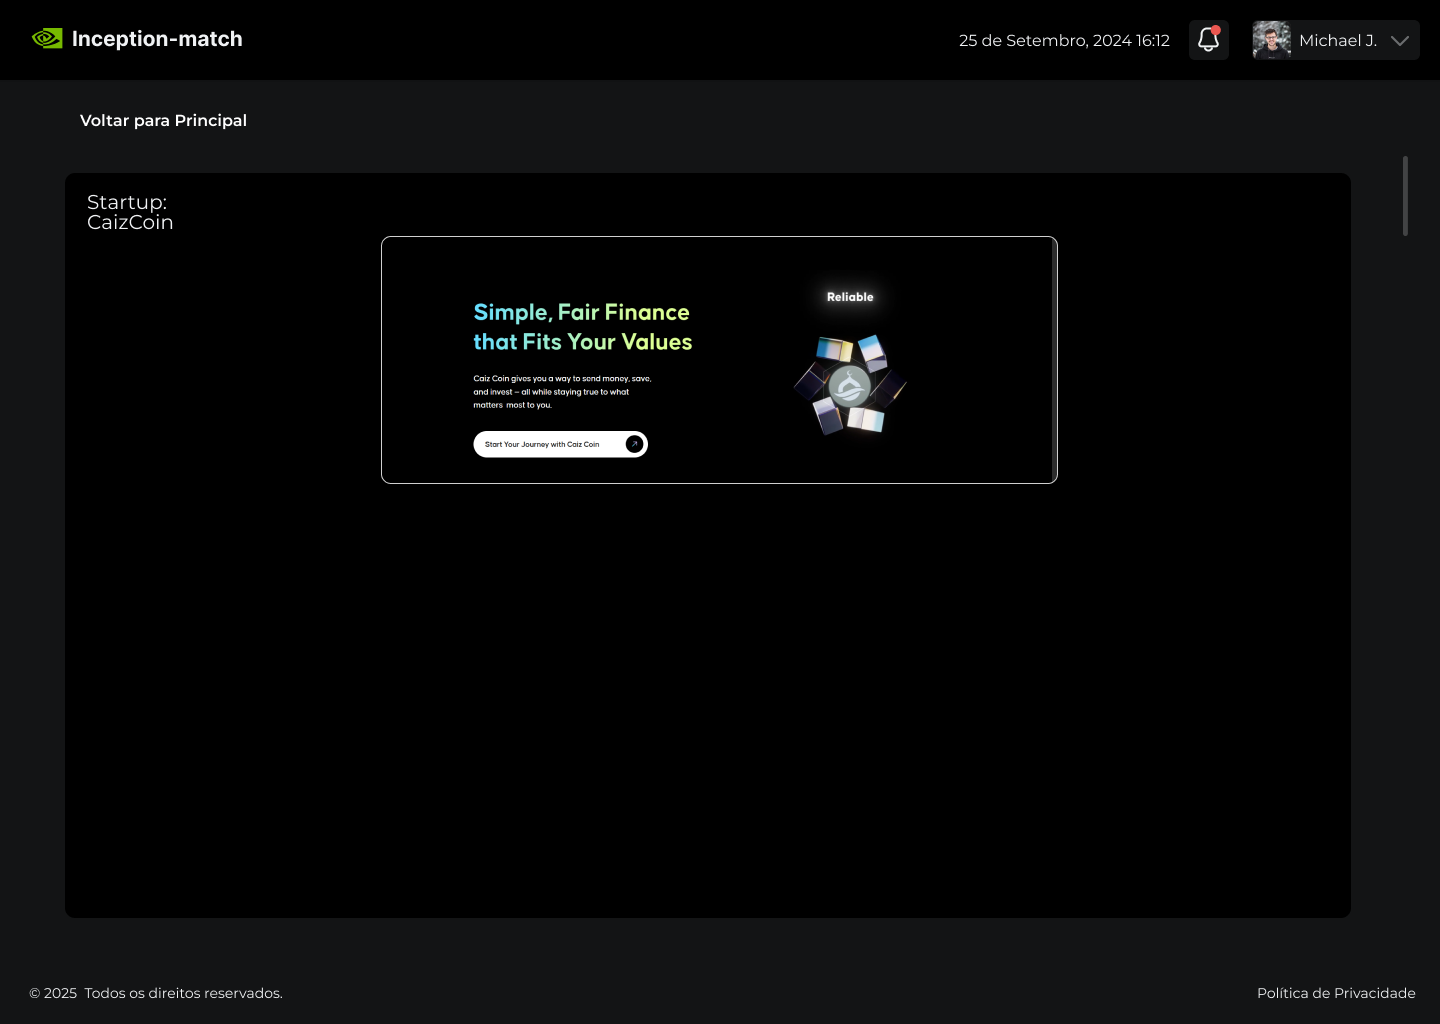 Inception-match
25 de Setembro, 2024 16:12
Michael J.
Voltar para Principal
Startup:
CaizCoin
Simple, Fair Finance
that Fits Your Values
Caiz Coin gives you a way to send money, save,
and invest – all while staying true to what
matters most to you.
Start Your Journey with Caiz Coin
Reliable
© 2025 Todos os direitos reservados.
Política de Privacidade